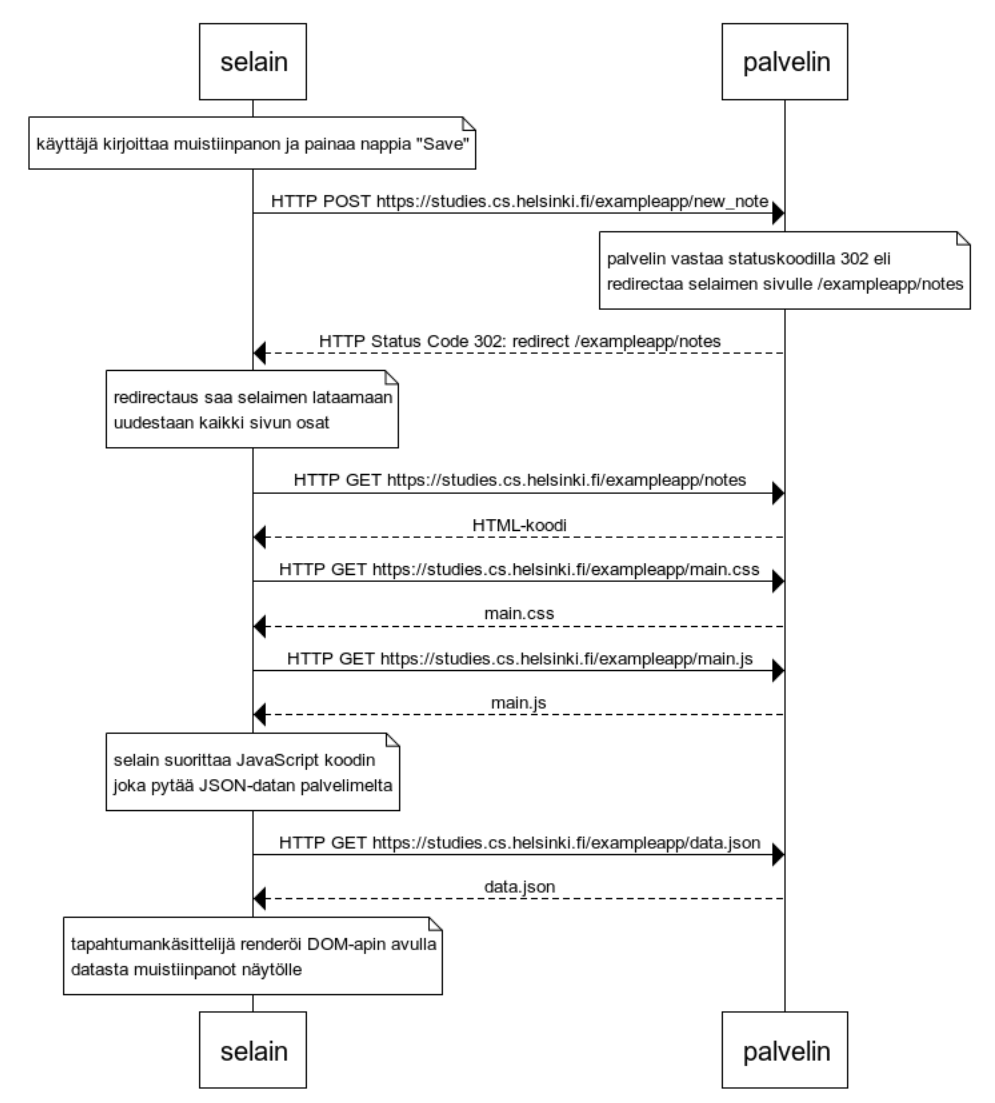 selain
palvelin
käyttäjä kirjoittaa muistiinpanon ja painaa nappia "Save"
HTTP POST https://studies.cs.helsinki.fi/exampleapp/new_note
palvelin vastaa statuskoodilla 302 eli
redirectaa selaimen sivulle /exampleapp/notes
HTTP Status Code 302: redirect /exampleapp/notes
redirectaus saa selaimen lataamaan
uudestaan kaikki sivun osat
HTTP GET https://studies.cs.helsinki.fi/exampleapp/notes
HTML-koodi
HTTP GET https://studies.cs.helsinki.fi/exampleapp/main.css
main.css
HTTP GET https://studies.cs.helsinki.fi/exampleapp/main.js
main.js
selain suorittaa JavaScript koodin
joka pytää JSON-datan palvelimelta
HTTP GET https://studies.cs.helsinki.fi/exampleapp/data.json
data.json
tapahtumankäsittelijä renderöi DOM-apin avulla
datasta muistiinpanot näytölle
selain
palvelin